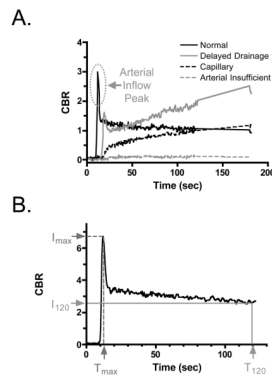 A.
Normal
Delayed Drainage
Capillary
Arterial Insufficient
Arterial
Inflow
Peak
CBR
4
3
2
1
0
0 50 100 150 200
Time (sec)
B.
Imax
I120
CBR
6
4
2
0
0 50 100
Tmax
Time (sec)
T120